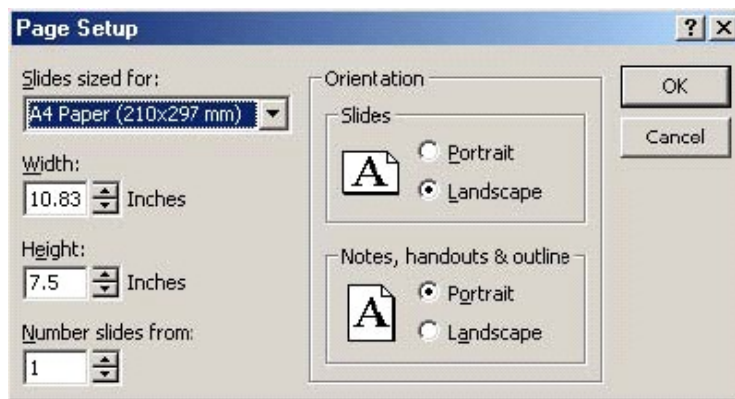 Page Setup
Slides sized for:
A4 Paper (210x297 mm)
Width:
10.83 Inches
Height:
7.5 Inches
Number slides from:
1
Orientation
Slides
A
Portrait
Landscape
Notes, handouts & outline
A
Portrait
Landscape
OK
Cancel